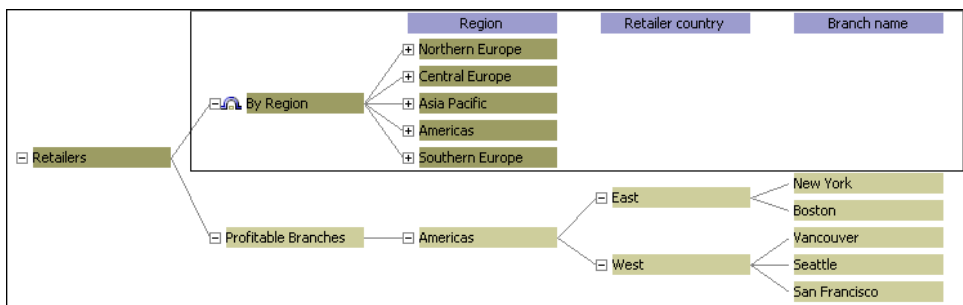 Region Retailer country Branch name
Northern Europe
Central Europe
By Region Asia Pacific
Americas
Retailers Southern Europe
New York
East
Boston
Profitable Branches Americas Vancouver
West Seattle
San Francisco